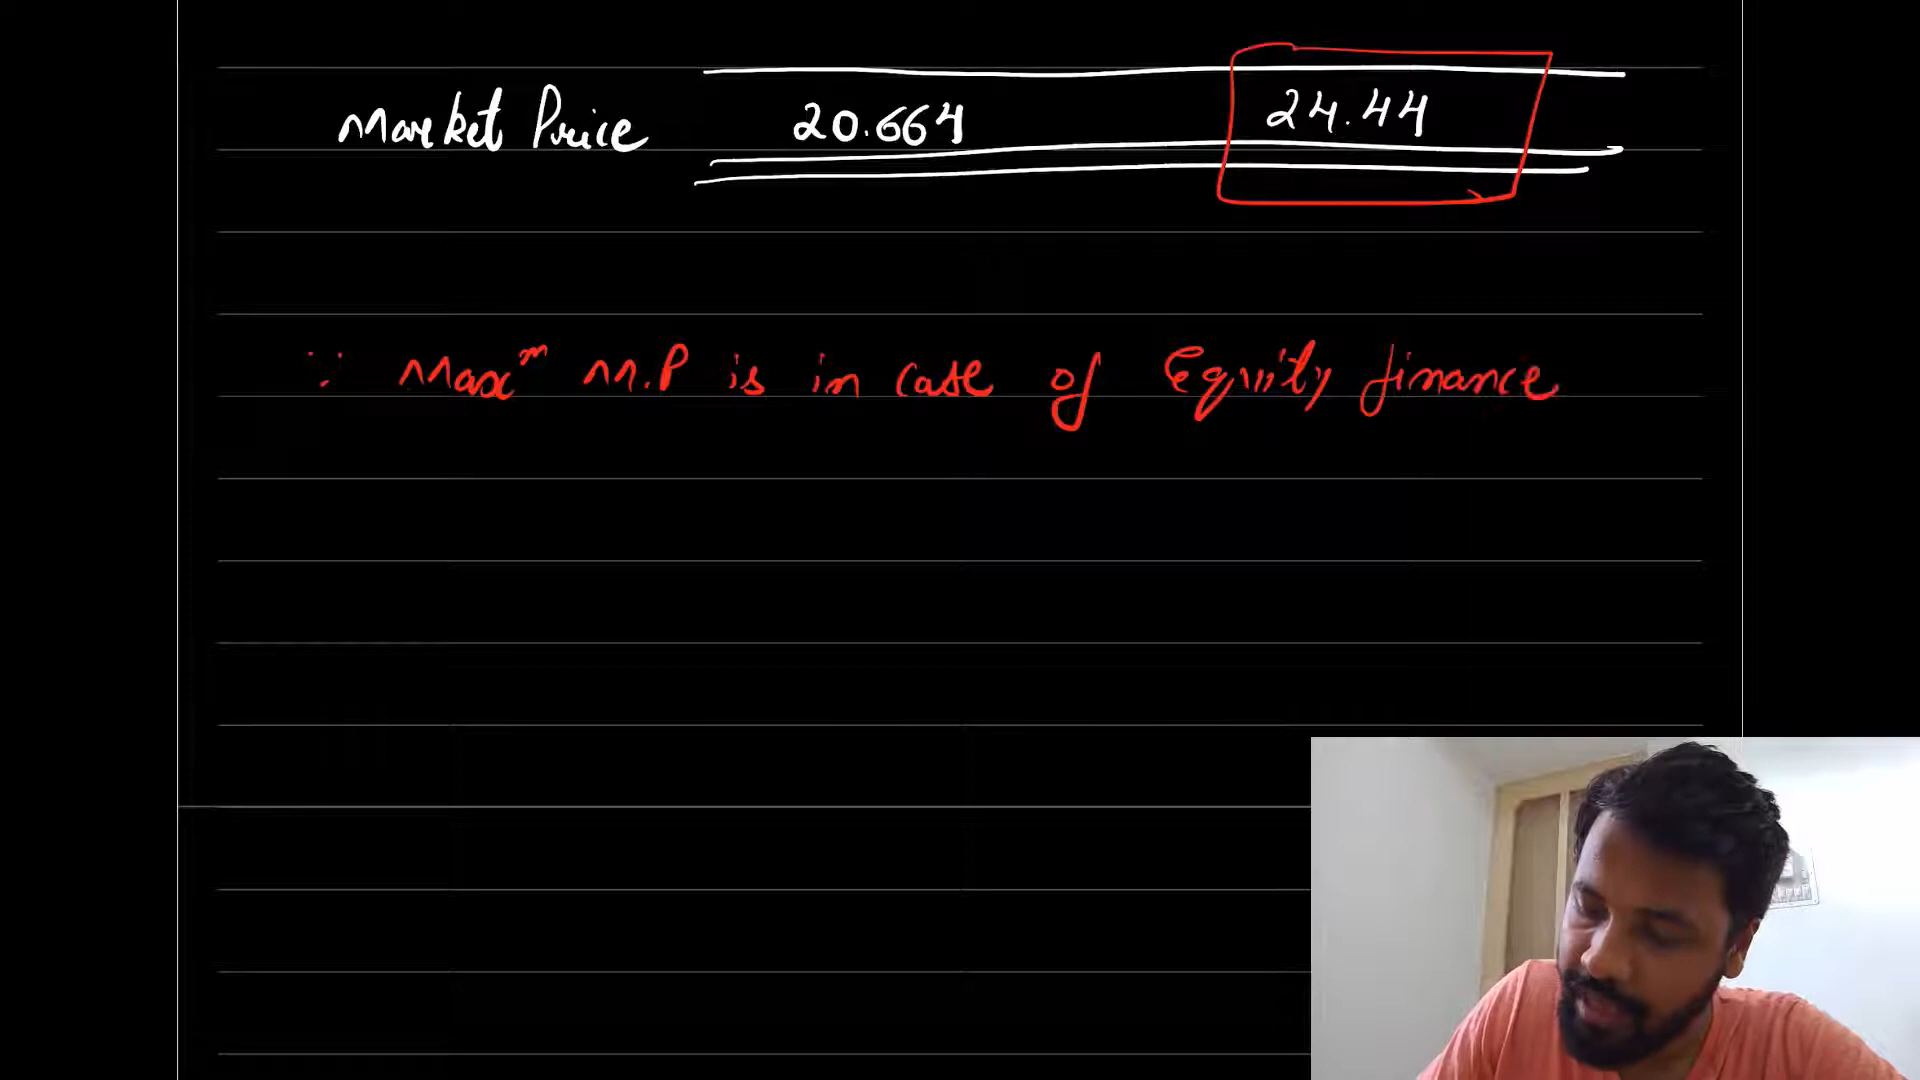 Market Price 20.664 24.44
∵ Maxᵐ M.P is in case of Equity finance